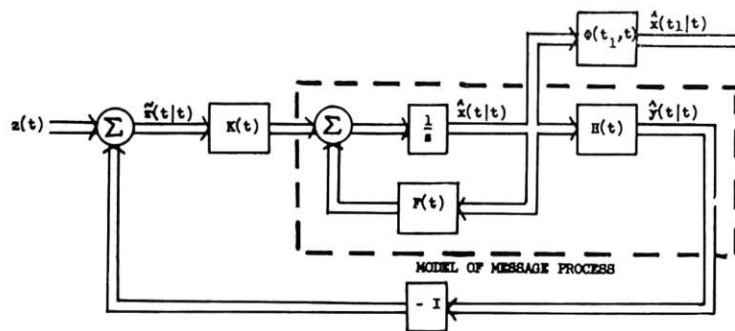 Φ(t₁,t)
x̂(t₁|t)
z(t)
Σ
z̃(t|t)
K(t)
Σ
1/s
x̂(t|t)
H(t)
ŷ(t|t)
F(t)
MODEL OF MESSAGE PROCESS
- I